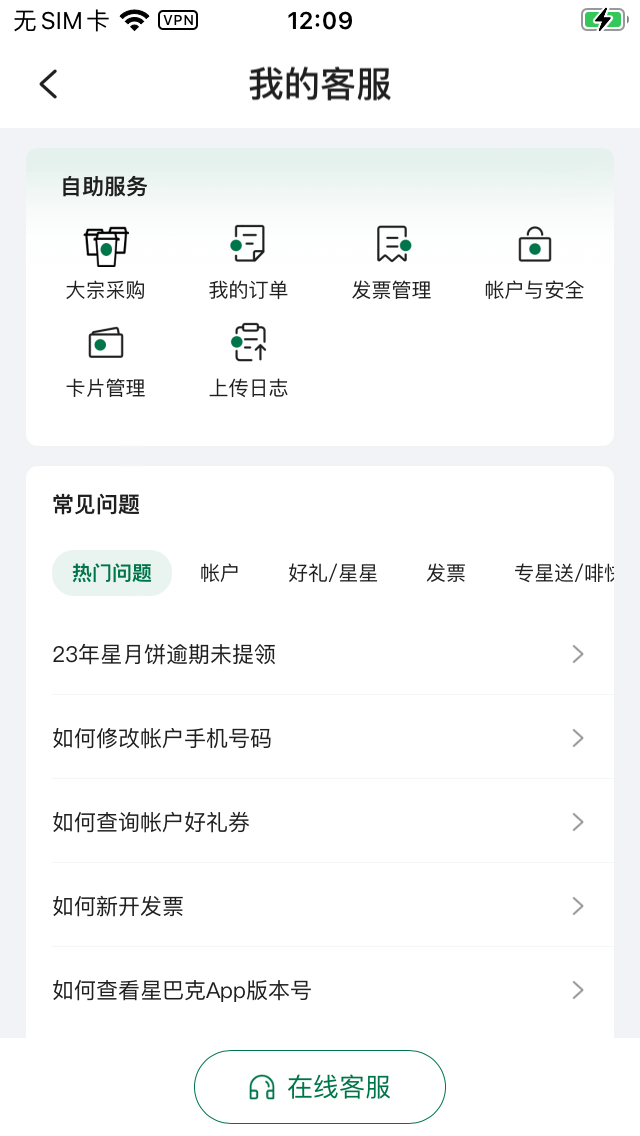 无SIM卡 VPN 12:09
我的客服
自助服务
大宗采购 我的订单 发票管理 帐户与安全
卡片管理 上传日志
常见问题
热门问题 帐户 好礼/星星 发票 专星送/啡
23年星月饼逾期未提领
如何修改帐户手机号码
如何查询帐户好礼券
如何新开发票
如何查看星巴克App版本号
在线客服